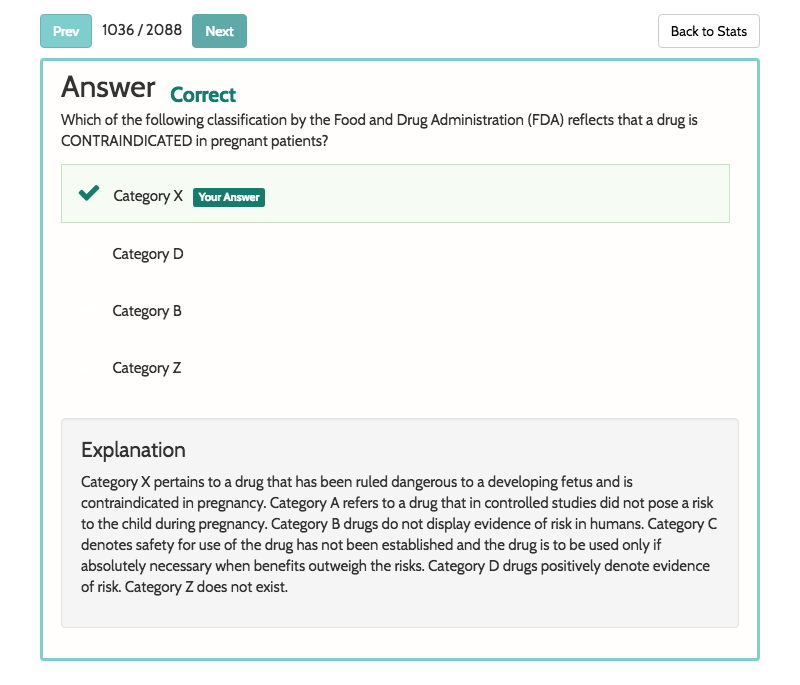 Prev 1036 / 2088 Next Back to Stats
Answer Correct
Which of the following classification by the Food and Drug Administration (FDA) reflects that a drug is
CONTRAINDICATED in pregnant patients?
Category X Your Answer
Category D
Category B
Category Z
Explanation
Category X pertains to a drug that has been ruled dangerous to a developing fetus and is
contraindicated in pregnancy. Category A refers to a drug that in controlled studies did not pose a risk
to the child during pregnancy. Category B drugs do not display evidence of risk in humans. Category C
denotes safety for use of the drug has not been established and the drug is to be used only if
absolutely necessary when benefits outweigh the risks. Category D drugs positively denote evidence
of risk. Category Z does not exist.